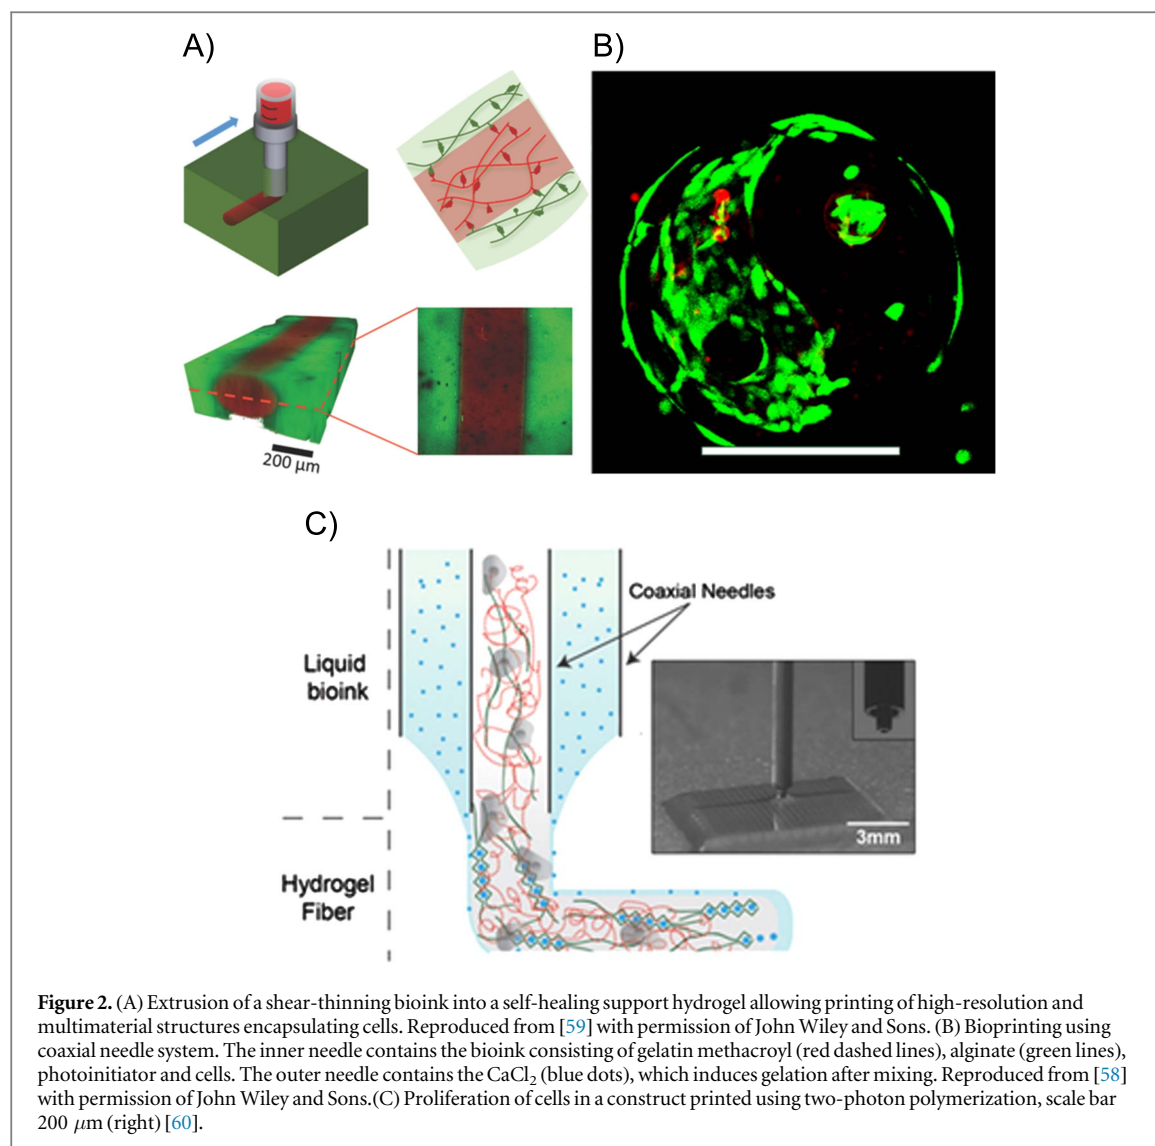 A)
B)
200 μm
C)
Coaxial Needles
Liquid
bioink
3mm
Hydrogel
Fiber
Figure 2. (A) Extrusion of a shear-thinning bioink into a self-healing support hydrogel allowing printing of high-resolution and
multimaterial structures encapsulating cells. Reproduced from [59] with permission of John Wiley and Sons. (B) Bioprinting using
coaxial needle system. The inner needle contains the bioink consisting of gelatin methacroyl (red dashed lines), alginate (green lines),
photoinitiator and cells. The outer needle contains the CaCl₂ (blue dots), which induces gelation after mixing. Reproduced from [58]
with permission of John Wiley and Sons.(C) Proliferation of cells in a construct printed using two-photon polymerization, scale bar
200 μm (right) [60].